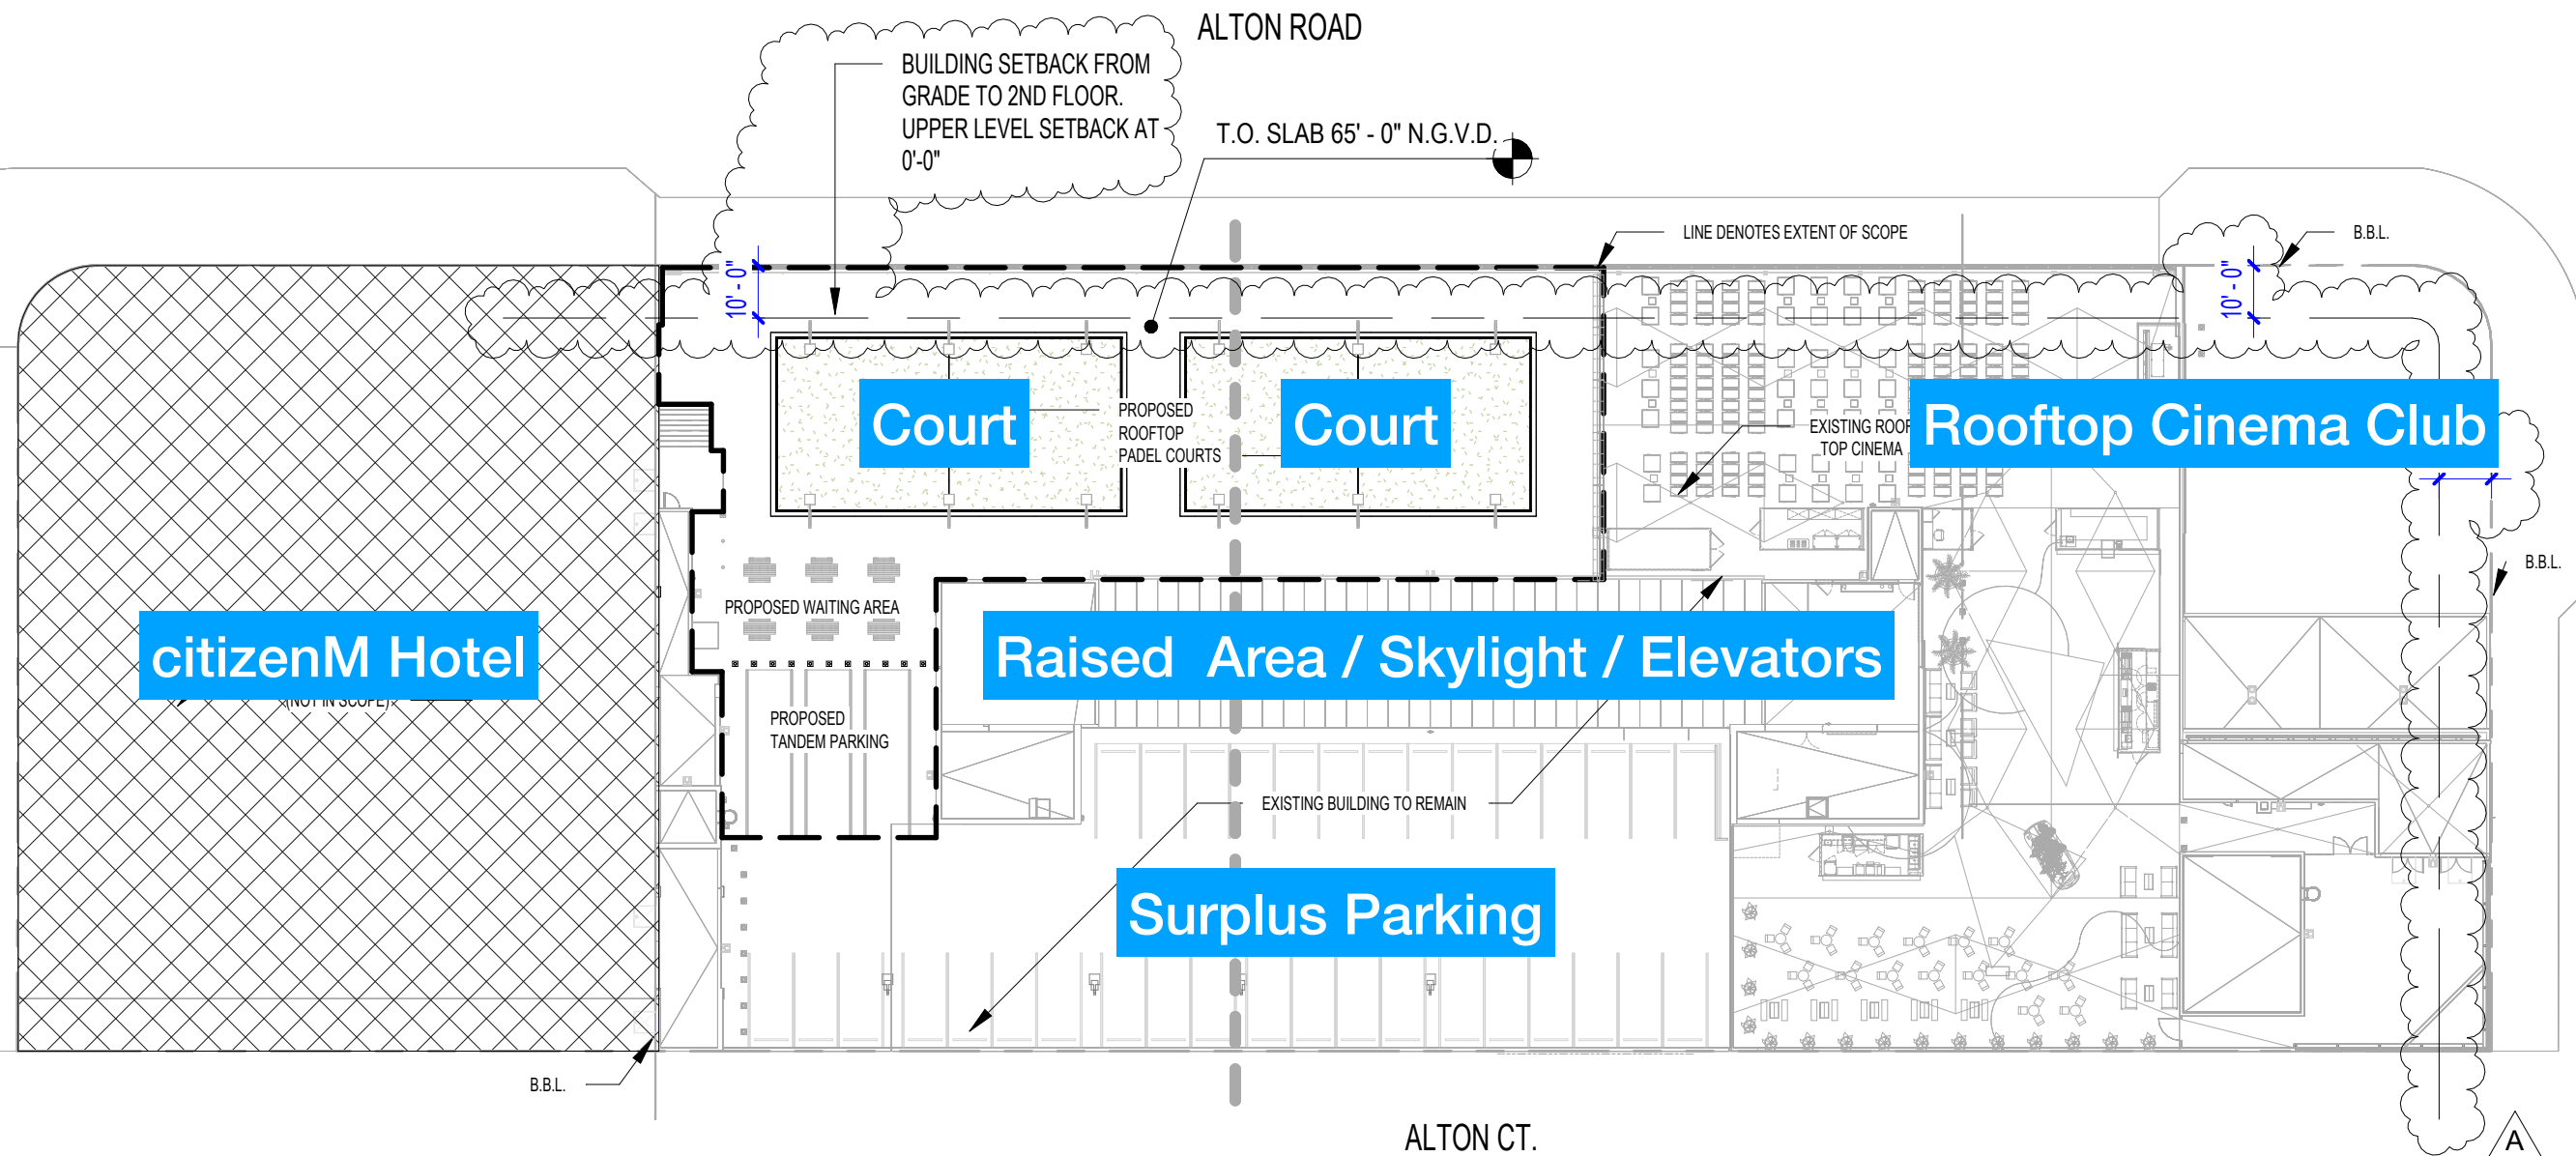 ALTON ROAD
BUILDING SETBACK FROM
GRADE TO 2ND FLOOR.
UPPER LEVEL SETBACK AT
0'-0"
T.O. SLAB 65' - 0" N.G.V.D.
LINE DENOTES EXTENT OF SCOPE
B.B.L.
10' - 0"
10' - 0"
Court
PROPOSED
ROOFTOP
PADEL COURTS
Court
EXISTING ROOF
TOP CINEMA
Rooftop Cinema Club
B.B.L.
PROPOSED WAITING AREA
citizenM Hotel
(NOT IN SCOPE)
Raised Area / Skylight / Elevators
PROPOSED
TANDEM PARKING
EXISTING BUILDING TO REMAIN
Surplus Parking
B.B.L.
ALTON CT.
A